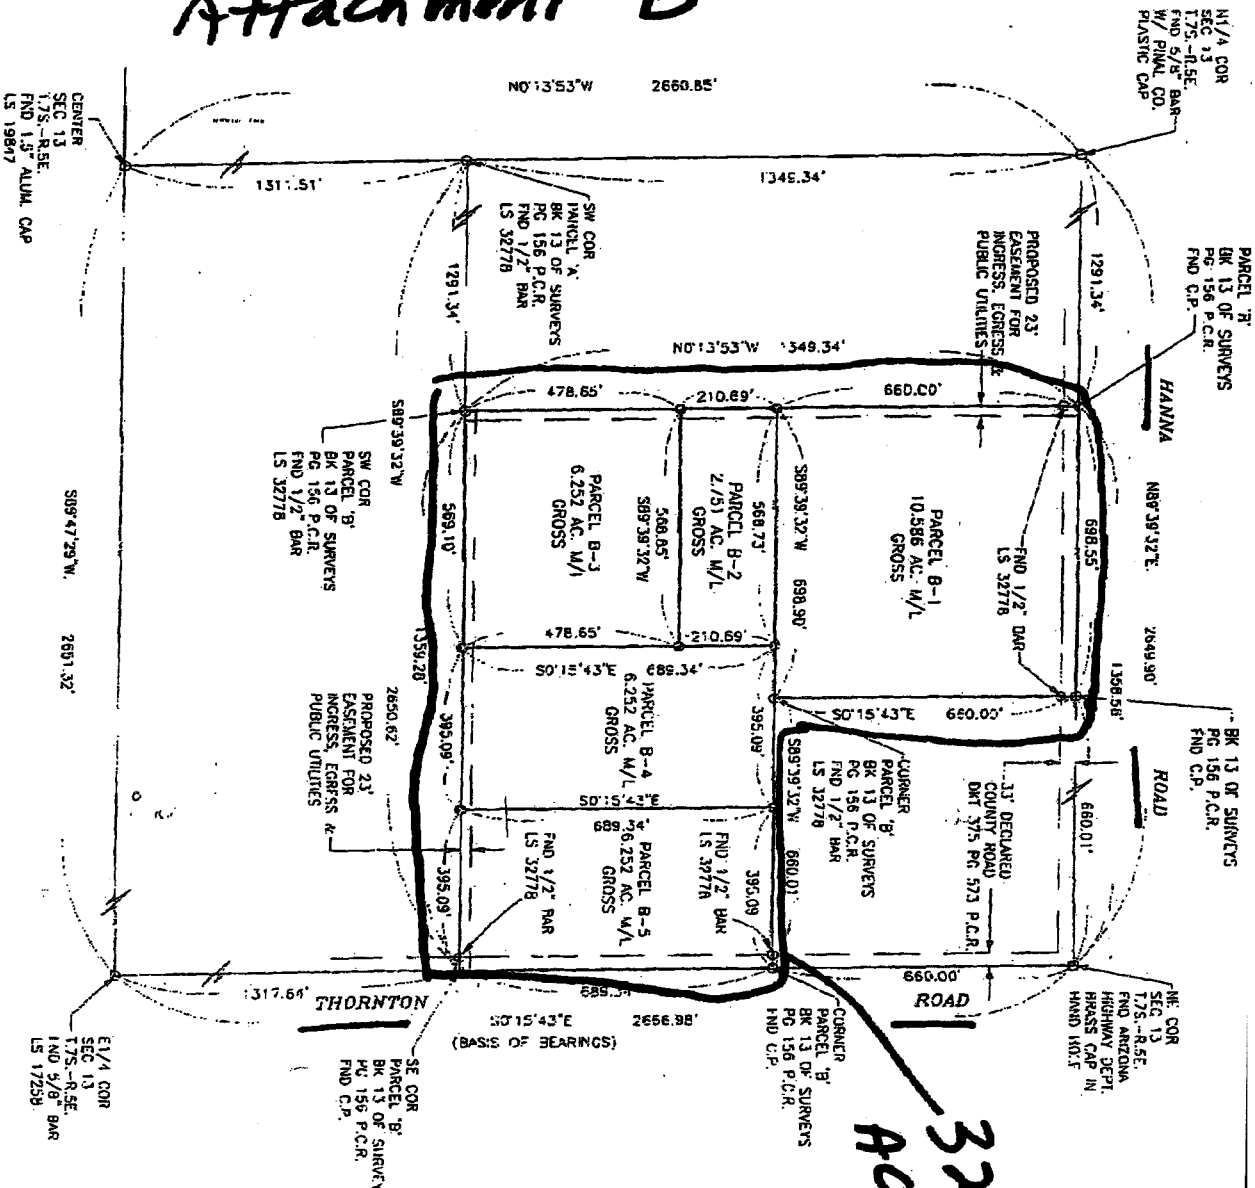 Attachment B
N1/4 COR
SEC 13
T.7S.-R.5E.
FND 5/8" BAR
W/ PINAL CO.
PLASTIC CAP
N0°13'53"W 2660.85'
CENTER
SEC 13
T.7S.-R.5E.
FND 1.5" ALUM. CAP
LS 19847
1311.51'
1349.34'
SW COR
PARCEL 'A'
BK 13 OF SURVEYS
PG 156 P.C.R.
FND 1/2" BAR
LS 32778
PROPOSED 23'
EASEMENT FOR
INGRESS, EGRESS &
PUBLIC UTILITIES
1291.34'
1291.34'
PARCEL 'B'
BK 13 OF SURVEYS
PG 156 P.C.R.
FND C.P.
N0°13'53"W 1349.34'
HANNA
478.65'
210.69'
660.00'
S89°39'32"W
SW COR
PARCEL 'B'
BK 13 OF SURVEYS
PG 156 P.C.R.
FND 1/2" BAR
LS 32778
569.10'
PARCEL B-3
6.252 AC. M/L
GROSS
568.85'
S89°39'32"W
PARCEL B-2
2.751 AC. M/L
GROSS
S89°39'32"W
568.73'
698.90'
PARCEL B-1
10.586 AC. M/L
GROSS
FND 1/2" BAR
LS 32778
698.55'
N89°39'32"E 2649.90'
S89°47'29"W. 2651.32'
478.65'
210.69'
S0°15'43"E 689.34'
1359.28'
2650.62'
1358.58'
PROPOSED 23'
EASEMENT FOR
INGRESS, EGRESS &
PUBLIC UTILITIES
395.09'
PARCEL B-4
6.252 AC. M/L
GROSS
395.09'
S0°15'43"E 660.00'
BK 13 OF SURVEYS
PG 156 P.C.R.
FND C.P.
ROAD
S89°39'32"W
660.01'
CORNER
PARCEL 'B'
BK 13 OF SURVEYS
PG 156 P.C.R.
FND 1/2" BAR
LS 32778
33' DECLARED
COUNTY ROAD
DKT 375 PG 573 P.C.R.
660.01'
S0°15'43"E
689.34'
395.09'
FND 1/2" BAR
LS 32778
PARCEL B-5
6.252 AC. M/L
GROSS
FND 1/2" BAR
LS 32778
395.09
1317.64'
THORNTON
689.34'
660.00'
ROAD
S0°15'43"E 2666.98'
(BASIS OF BEARINGS)
E1/4 COR
SEC 13
T.7S.-R.5E.
FND 5/8" BAR
LS 17258
SE COR
PARCEL 'B'
BK 13 OF SURVEY
PG 156 P.C.R.
FND C.P.
CORNER
PARCEL 'B'
BK 13 OF SURVEYS
PG 156 P.C.R.
FND C.P.
NE COR
SEC 13
T.7S.-R.5E.
FND ARIZONA
HIGHWAY DEPT.
BRASS CAP IN
HAND HOLE
32
AC